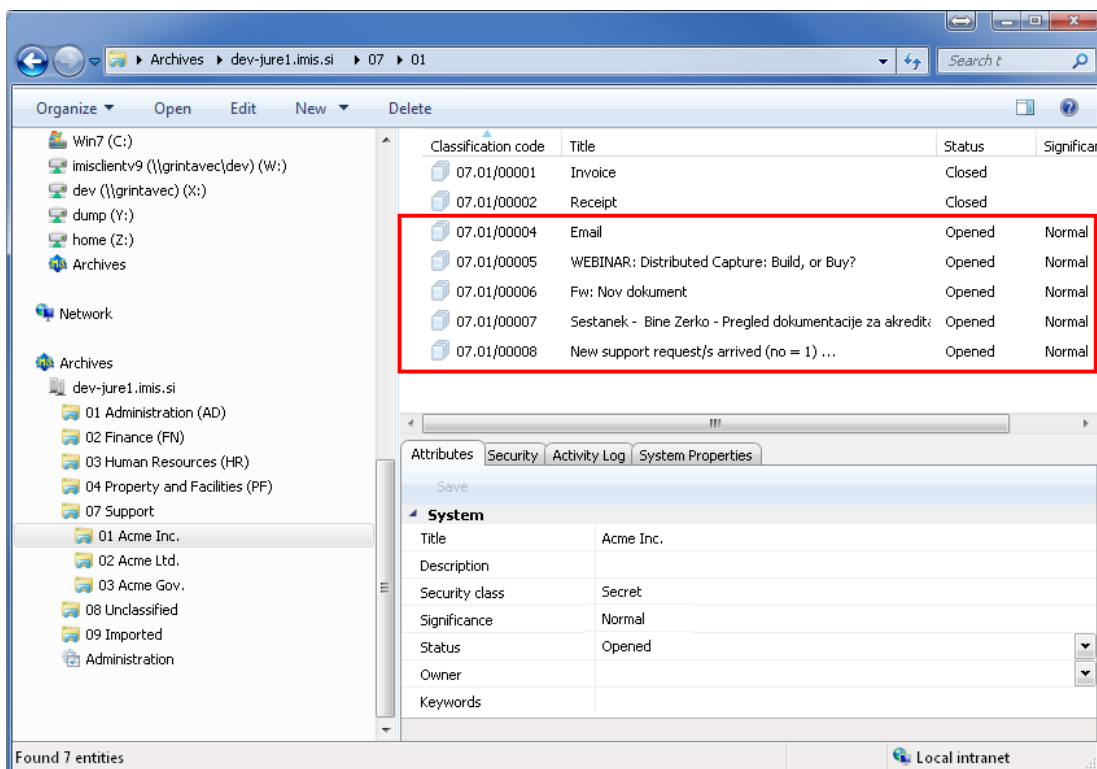 Archives dev-jure1.imis.si 07 01
Search t
Organize Open Edit New Delete
Win7 (C:)
imisclientv9 (\\grintavec\dev) (W:)
dev (\\grintavec) (X:)
dump (Y:)
home (Z:)
Archives
Network
Archives
dev-jure1.imis.si
01 Administration (AD)
02 Finance (FN)
03 Human Resources (HR)
04 Property and Facilities (PF)
07 Support
01 Acme Inc.
02 Acme Ltd.
03 Acme Gov.
08 Unclassified
09 Imported
Administration
Classification code Title Status Significar
07.01/00001 Invoice Closed
07.01/00002 Receipt Closed
07.01/00004 Email Opened Normal
07.01/00005 WEBINAR: Distributed Capture: Build, or Buy? Opened Normal
07.01/00006 Fw: Nov dokument Opened Normal
07.01/00007 Sestanek - Bine Zerko - Pregled dokumentacije za akredita Opened Normal
07.01/00008 New support request/s arrived (no = 1) ... Opened Normal
Attributes Security Activity Log System Properties
Save
System
Title Acme Inc.
Description
Security class Secret
Significance Normal
Status Opened
Owner
Keywords
Found 7 entities
Local intranet